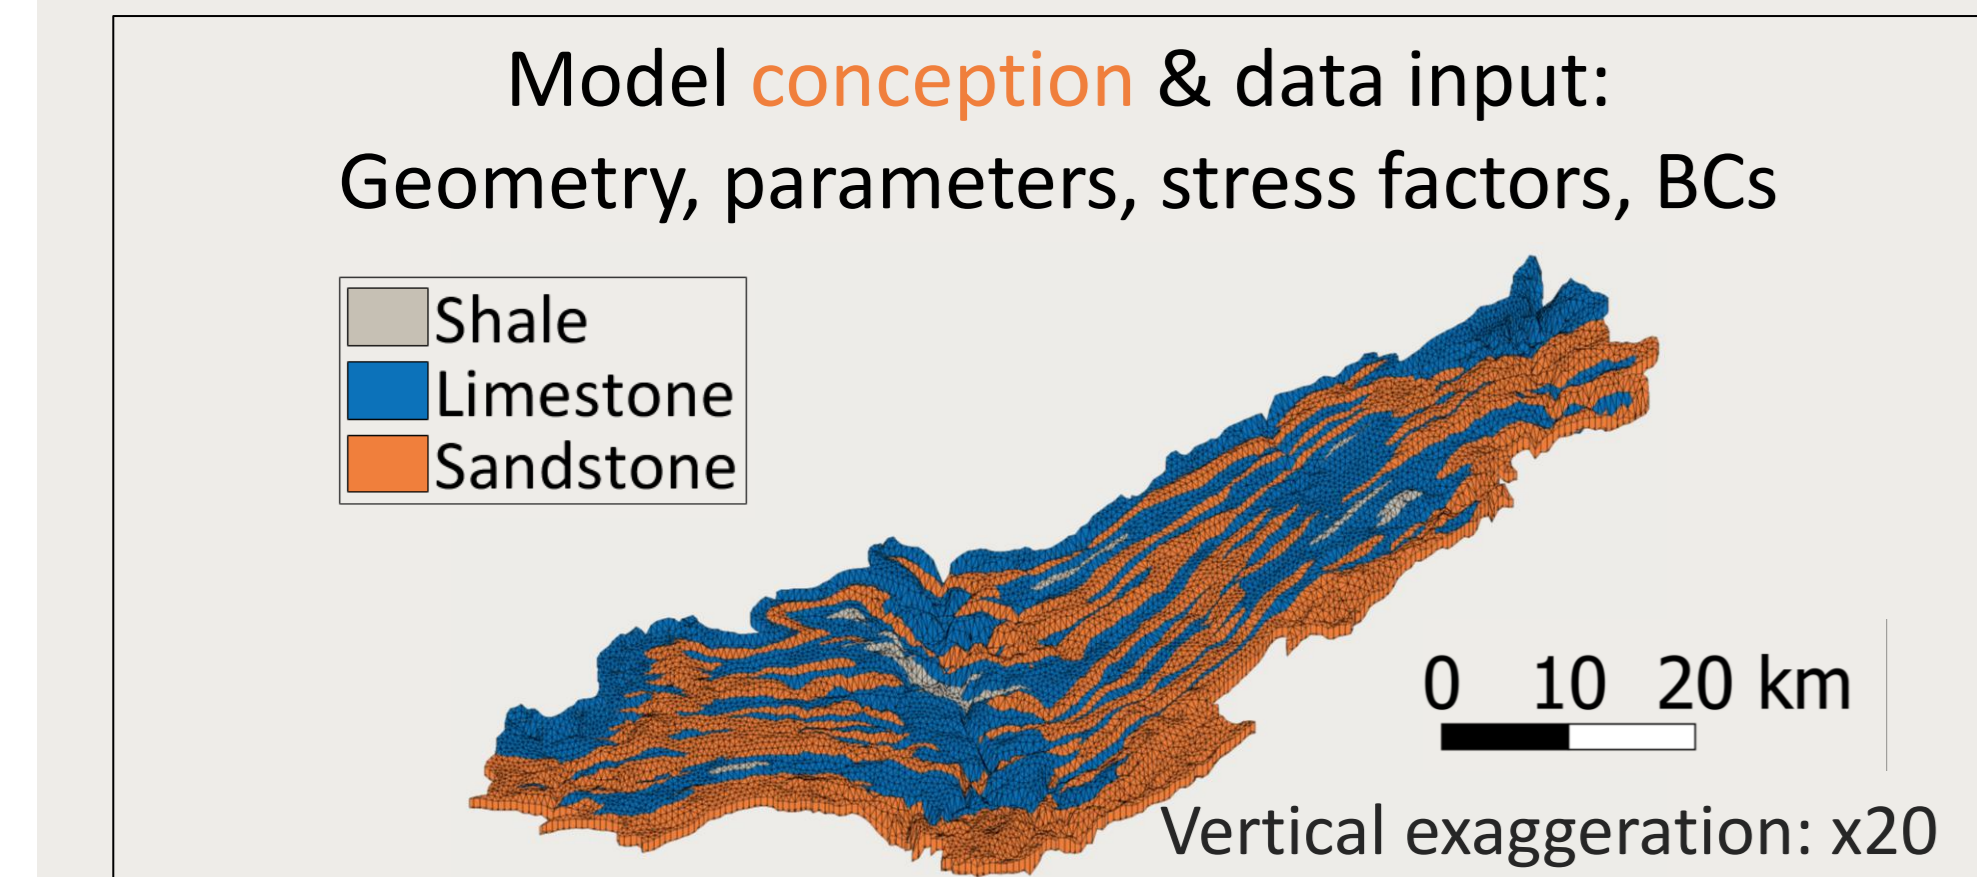 Model conception & data input:
Geometry, parameters, stress factors, BCs
Shale
Limestone
Sandstone
0 10 20 km
Vertical exaggeration: x20